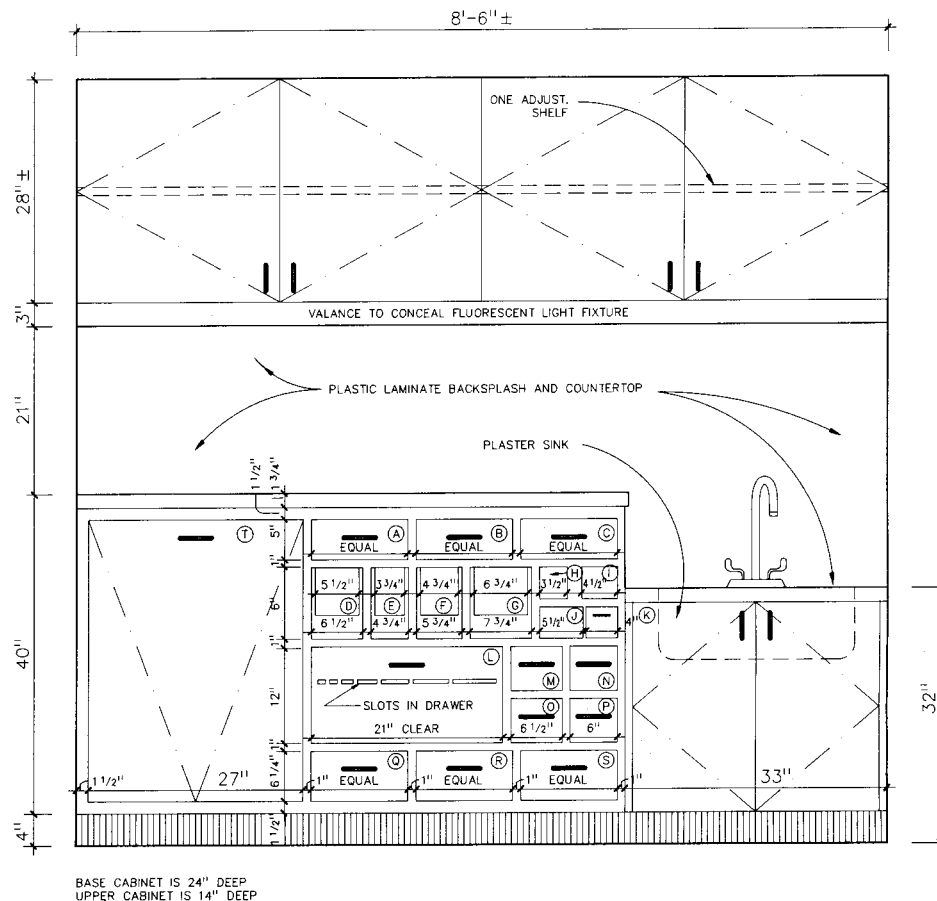 8'-6"±
ONE ADJUST.
SHELF
28"±
3"
VALANCE TO CONCEAL FLUORESCENT LIGHT FIXTURE
21"
PLASTIC LAMINATE BACKSPLASH AND COUNTERTOP
PLASTER SINK
1 1/2"
1 3/4"
T
5"
A
B
C
EQUAL
EQUAL
EQUAL
1"
5 1/2"
3 3/4"
4 3/4"
6 3/4"
3 1/2"
H
4 1/2"
I
6"
D
E
F
G
6 1/2"
4 3/4"
5 3/4"
7 3/4"
5 1/2"
J
4"
K
1"
40"
32"
L
M
N
12"
SLOTS IN DRAWER
21" CLEAR
O
P
6 1/2"
6"
1"
6 1/4"
Q
R
S
EQUAL
EQUAL
EQUAL
1 1/2"
27"
1"
1"
1"
1"
33"
4"
1 1/2"
BASE CABINET IS 24" DEEP
UPPER CABINET IS 14" DEEP